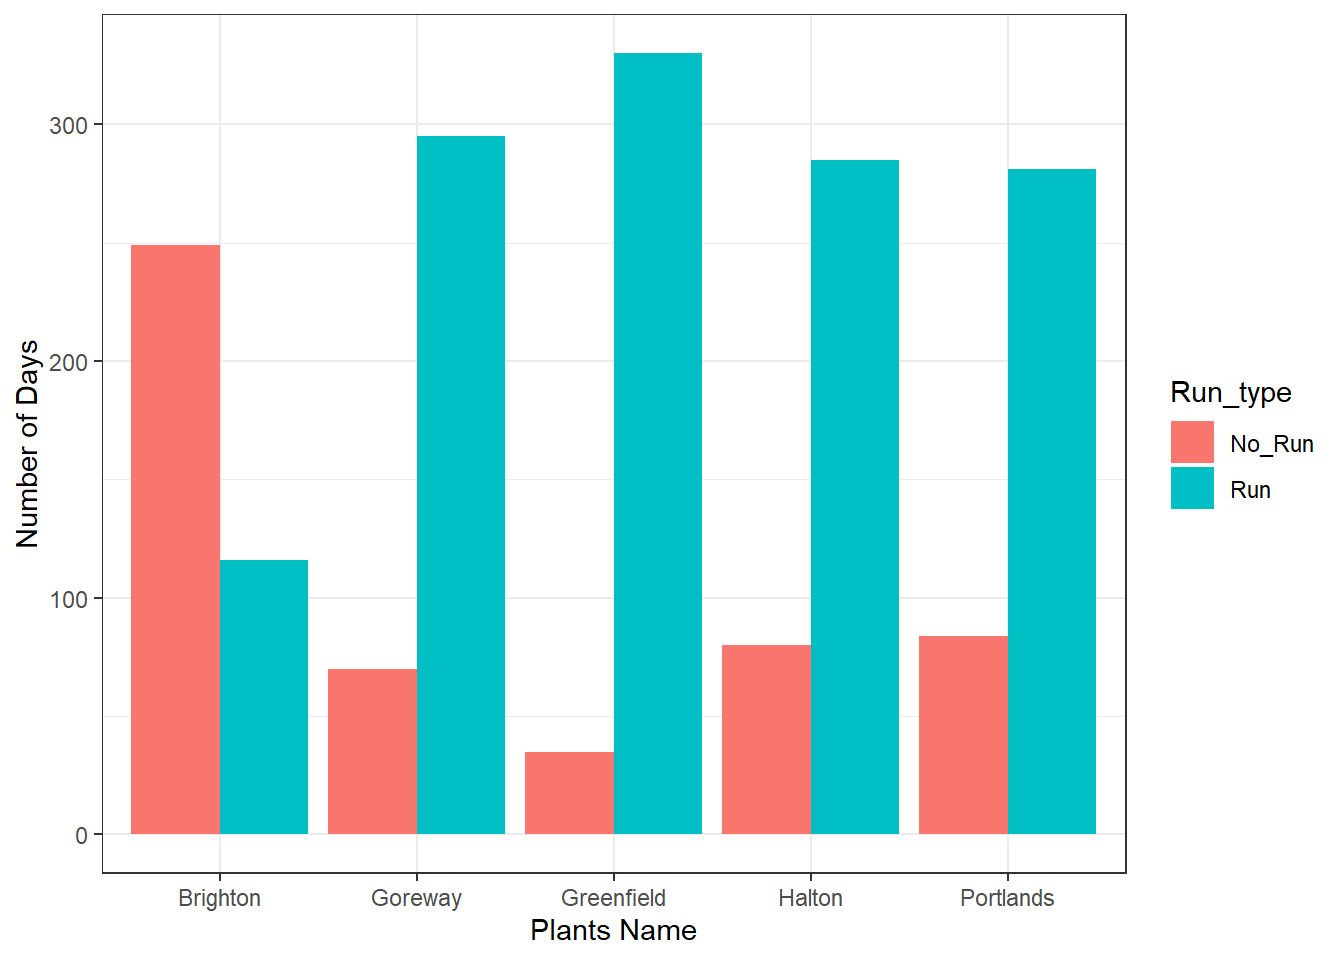 300
200
100
0
Number of Days
Brighton Goreway Greenfield Halton Portlands
Plants Name
Run_type
No_Run
Run